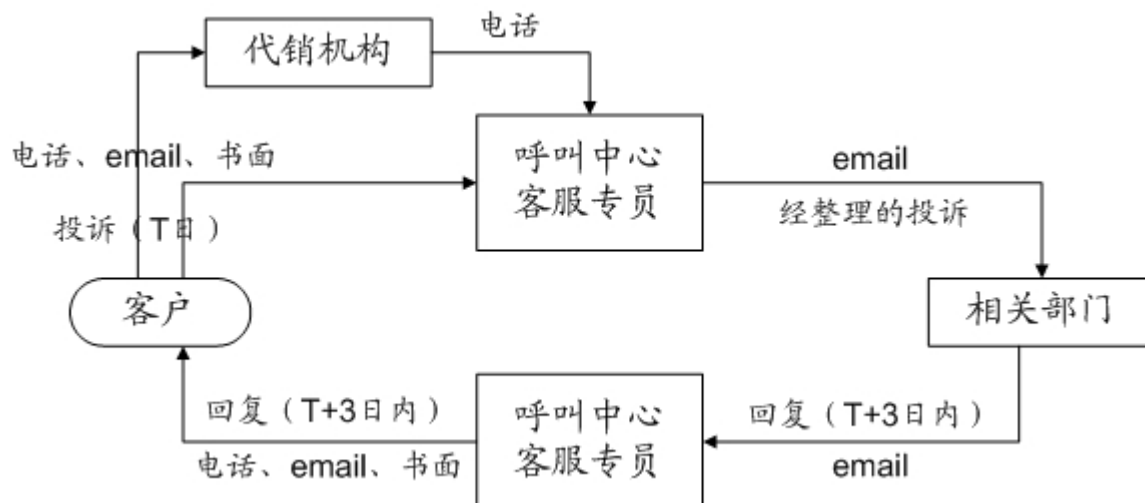 电话
代销机构
呼叫中心
客服专员
电话、email、书面
email
经整理的投诉
投诉（T日）
客户
相关部门
回复（T+3日内）
电话、email、书面
呼叫中心
客服专员
回复（T+3日内）
email